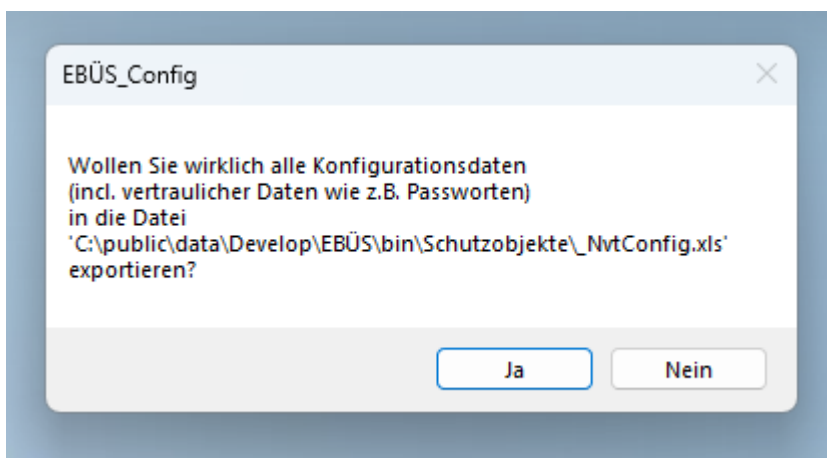 EBÜS_Config
Wollen Sie wirklich alle Konfigurationsdaten
(incl. vertraulicher Daten wie z.B. Passworten)
in die Datei
'C:\public\data\Develop\EBÜS\bin\Schutzobjekte\_NvtConfig.xls'
exportieren?
Ja
Nein